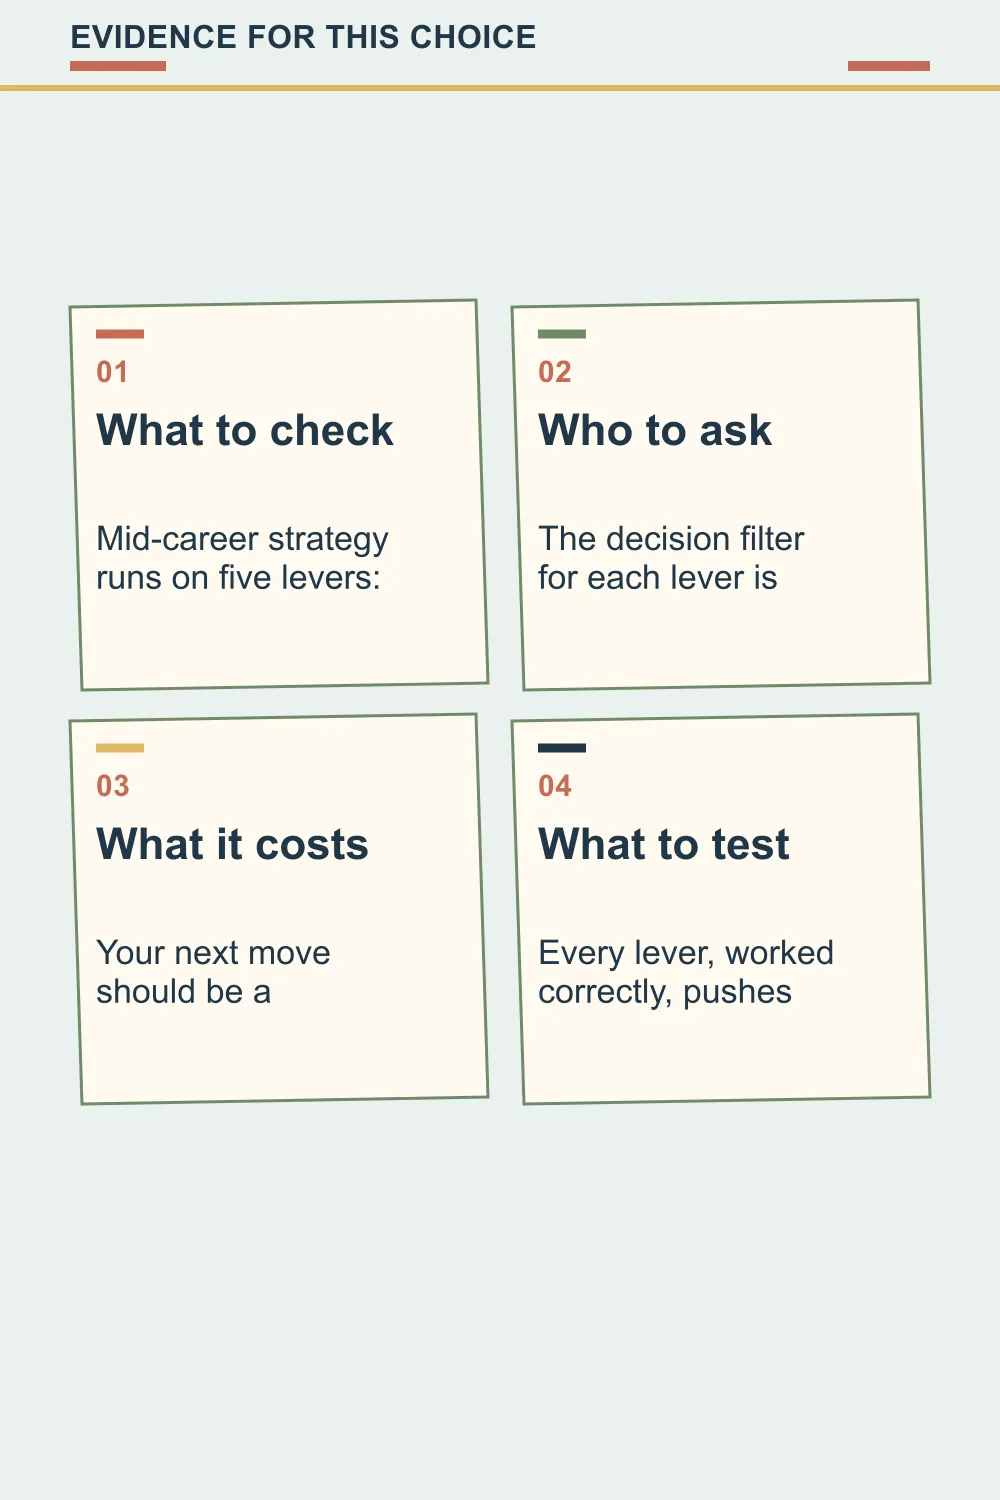 EVIDENCE FOR THIS CHOICE
01
What to check
Mid-career strategy
runs on five levers:
02
Who to ask
The decision filter
for each lever is
03
What it costs
Your next move
should be a
04
What to test
Every lever, worked
correctly, pushes